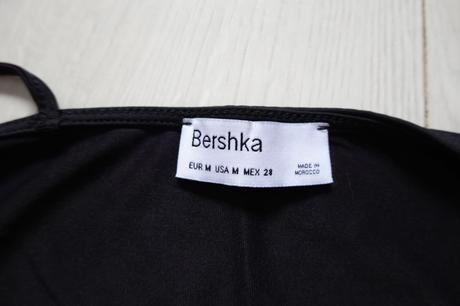 Bershka
EUR M USA M MEX 28
MADE IN
MOROCCO